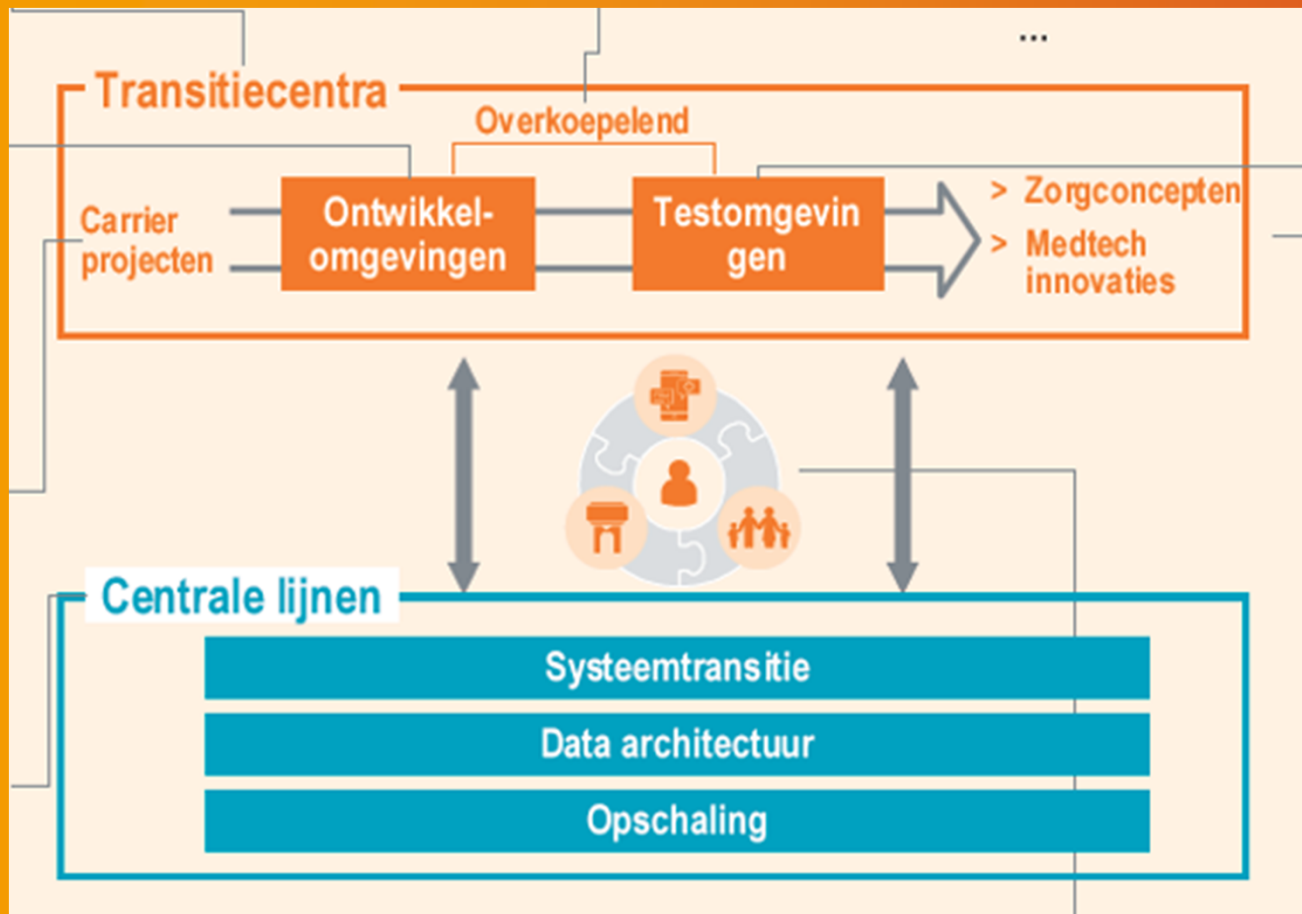 ...
Transitiecentra
Overkoepelend
Carrier
projecten
Ontwikkel-
omgevingen
Testomgevin
gen
> Zorgconcepten
> Medtech
innovaties
Centrale lijnen
Systeemtransitie
Data architectuur
Opschaling